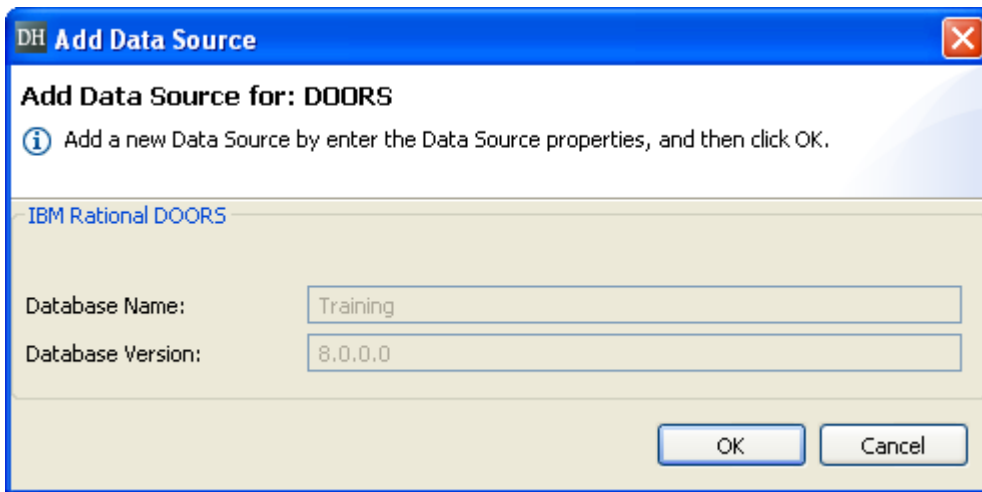 DH Add Data Source
Add Data Source for: DOORS
Add a new Data Source by enter the Data Source properties, and then click OK.
IBM Rational DOORS
Database Name: Training
Database Version: 8.0.0.0
OK Cancel